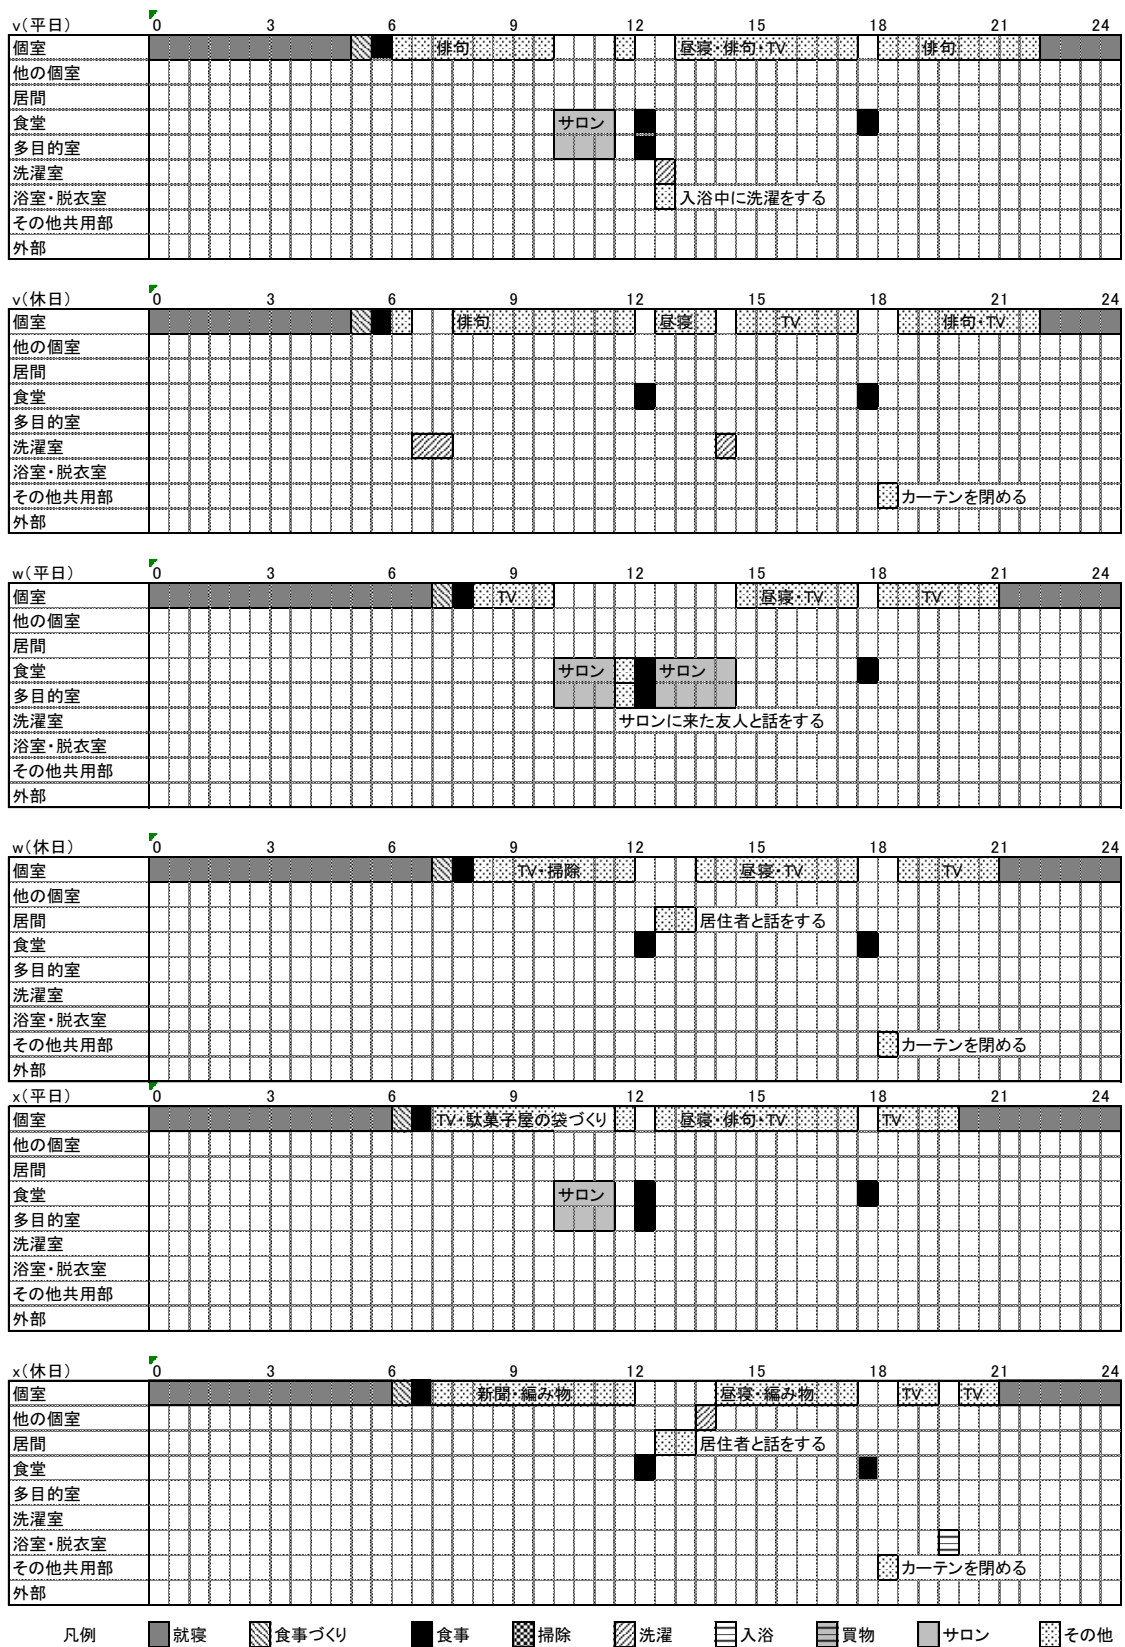 v(平日) 0 3 6 9 12 15 18 21 24
個室 俳句 昼寝・俳句・TV 俳句
他の個室
居間
食堂 サロン
多目的室
洗濯室
浴室・脱衣室 入浴中に洗濯をする
その他共用部
外部
v(休日) 0 3 6 9 12 15 18 21 24
個室 俳句 昼寝 TV 俳句・TV
他の個室
居間
食堂
多目的室
洗濯室
浴室・脱衣室
その他共用部 カーテンを閉める
外部
w(平日) 0 3 6 9 12 15 18 21 24
個室 TV 昼寝・TV TV
他の個室
居間
食堂 サロン サロン
多目的室
洗濯室 サロンに来た友人と話をする
浴室・脱衣室
その他共用部
外部
w(休日) 0 3 6 9 12 15 18 21 24
個室 TV・掃除 昼寝・TV TV
他の個室
居間 居住者と話をする
食堂
多目的室
洗濯室
浴室・脱衣室
その他共用部 カーテンを閉める
外部
x(平日) 0 3 6 9 12 15 18 21 24
個室 TV・駄菓子屋の袋づくり 昼寝・俳句・TV TV
他の個室
居間
食堂 サロン
多目的室
洗濯室
浴室・脱衣室
その他共用部
外部
x(休日) 0 3 6 9 12 15 18 21 24
個室 新聞・編み物 昼寝・編み物 TV TV
他の個室
居間 居住者と話をする
食堂
多目的室
洗濯室
浴室・脱衣室
その他共用部 カーテンを閉める
外部
凡例 就寝 食事づくり 食事 掃除 洗濯 入浴 買物 サロン その他